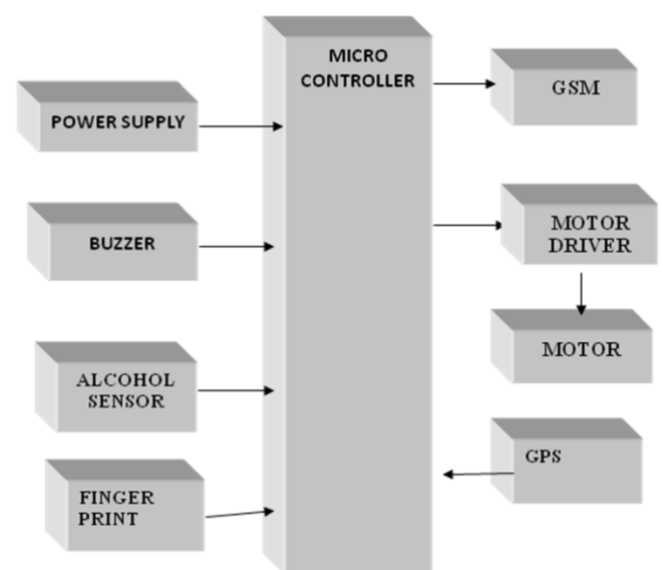 MICRO
CONTROLLER
POWER SUPPLY
BUZZER
ALCOHOL
SENSOR
FINGER
PRINT
GSM
MOTOR
DRIVER
MOTOR
GPS